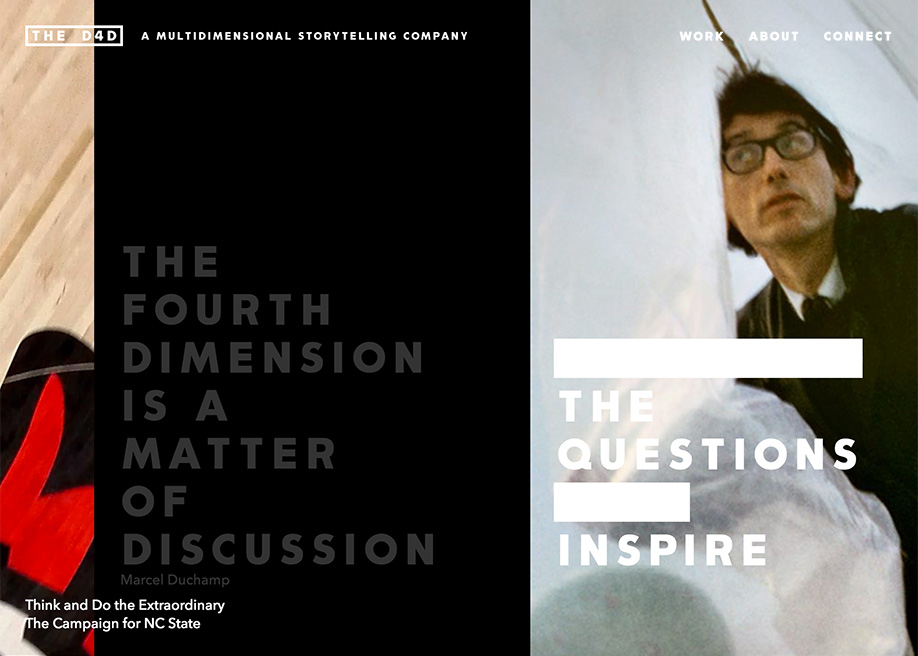 THE D4D
A MULTIDIMENSIONAL STORYTELLING COMPANY
WORK
ABOUT
CONNECT
THE
FOURTH
DIMENSION
IS A
MATTER
OF
DISCUSSION
Marcel Duchamp
Think and Do the Extraordinary
The Campaign for NC State
THE
QUESTIONS
INSPIRE